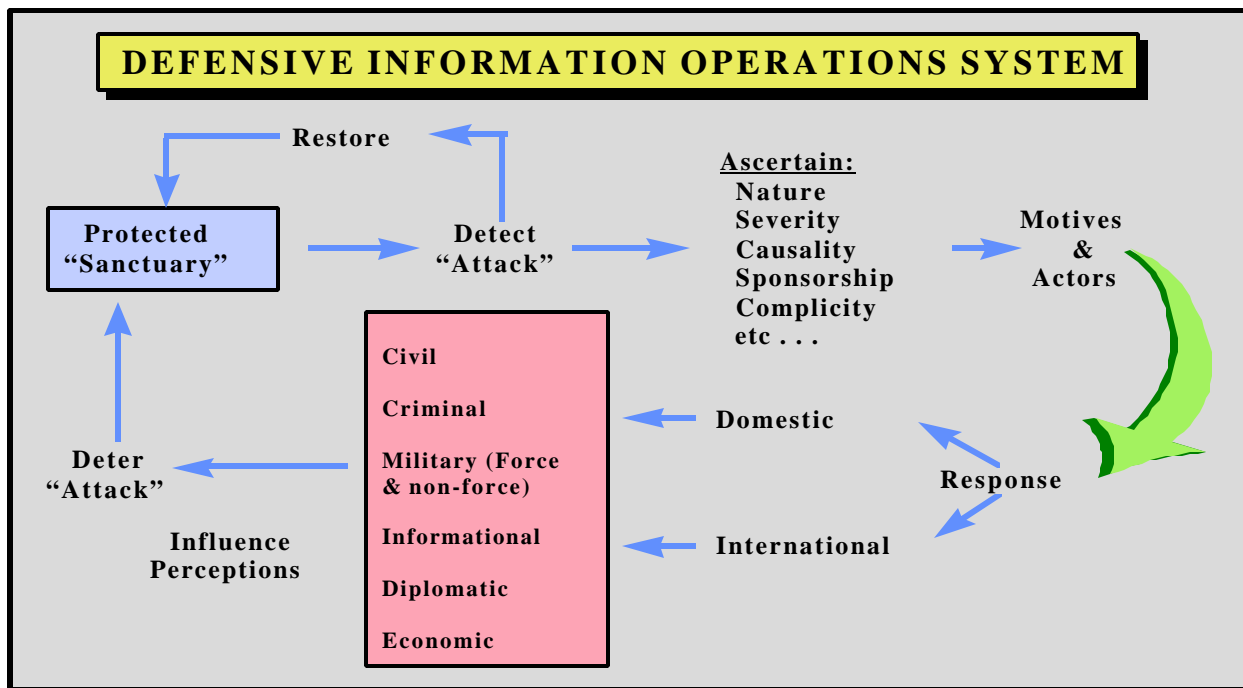 DEFENSIVE INFORMATION OPERATIONS SYSTEM
Restore
Protected
“Sanctuary”
Detect
“Attack”
Ascertain:
Nature
Severity
Causality
Sponsorship
Complicity
etc . . .
Motives
&
Actors
Response
Domestic
International
Civil
Criminal
Military (Force
& non-force)
Informational
Diplomatic
Economic
Influence
Perceptions
Deter
“Attack”